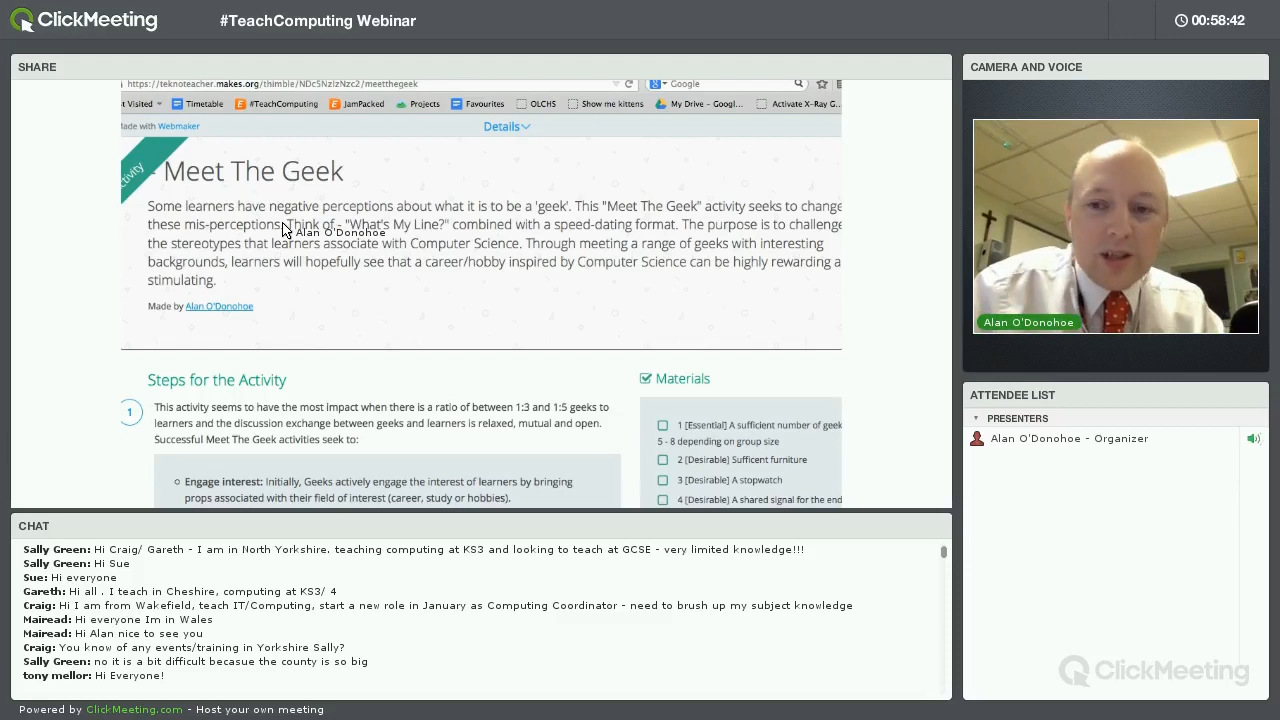 ClickMeeting
#TeachComputing Webinar
00:58:42
SHARE
https://teknoteacher.makes.org/thimble/NDc5NzIzNzc2/meetthegeek
Google
st Visited
Timetable
#TeachComputing
JamPacked
Projects
Favourites
OLCHS
Show me kittens
My Drive – Googl...
Activate X-Ray G...
Made with Webmaker
Details
ctivity
Meet The Geek
Some learners have negative perceptions about what it is to be a 'geek'. This "Meet The Geek" activity seeks to change
these mis-perceptions. Think of - "What's My Line?" combined with a speed-dating format. The purpose is to challenge
Alan O'Donohoe
the stereotypes that learners associate with Computer Science. Through meeting a range of geeks with interesting
backgrounds, learners will hopefully see that a career/hobby inspired by Computer Science can be highly rewarding a
stimulating.
Made by Alan O'Donohoe
Steps for the Activity
1
This activity seems to have the most impact when there is a ratio of between 1:3 and 1:5 geeks to
learners and the discussion exchange between geeks and learners is relaxed, mutual and open.
Successful Meet The Geek activities seek to:
Engage interest: Initially, Geeks actively engage the interest of learners by bringing
props associated with their field of interest (career, study or hobbies).
Materials
1 [Essential] A sufficient number of geek
5 - 8 depending on group size
2 [Desirable] Sufficent furniture
3 [Desirable] A stopwatch
4 [Desirable] A shared signal for the end
CAMERA AND VOICE
Alan O'Donohoe
ATTENDEE LIST
PRESENTERS
Alan O'Donohoe - Organizer
CHAT
Sally Green: Hi Craig/ Gareth - I am in North Yorkshire. teaching computing at KS3 and looking to teach at GCSE - very limited knowledge!!!
Sally Green: Hi Sue
Sue: Hi everyone
Gareth: Hi all . I teach in Cheshire, computing at KS3/ 4
Craig: Hi I am from Wakefield, teach IT/Computing, start a new role in January as Computing Coordinator - need to brush up my subject knowledge
Mairead: Hi everyone Im in Wales
Mairead: Hi Alan nice to see you
Craig: You know of any events/training in Yorkshire Sally?
Sally Green: no it is a bit difficult becasue the county is so big
tony mellor: Hi Everyone!
ClickMeeting
Powered by ClickMeeting.com - Host your own meeting